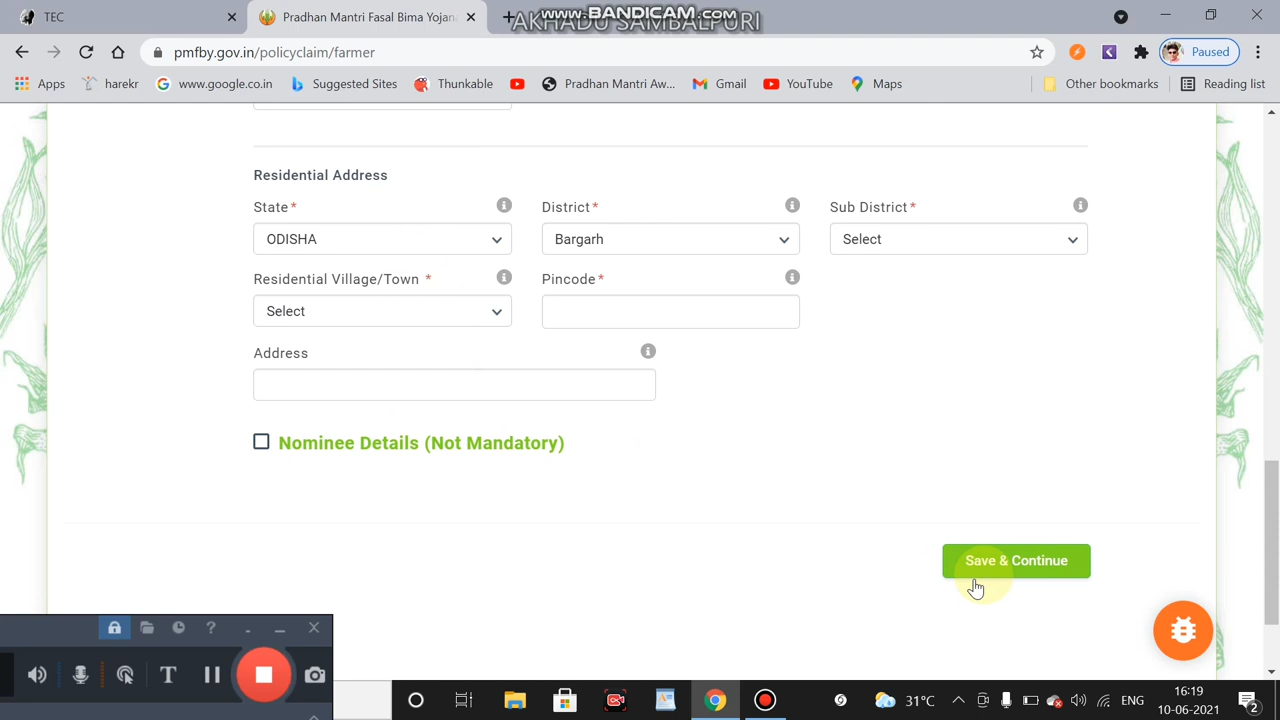 TEC
Pradhan Mantri Fasal Bima Yojan
www.BANDICAM.com
AKHADU SAMBALPURI
pmfby.gov.in/policyclaim/farmer
Paused
Apps
harekr
www.google.co.in
Suggested Sites
Thunkable
Pradhan Mantri Aw...
Gmail
YouTube
Maps
Other bookmarks
Reading list
Residential Address
State*
District*
Sub District*
ODISHA
Bargarh
Select
Residential Village/Town *
Pincode*
Select
Address
Nominee Details (Not Mandatory)
Save & Continue
31°C
ENG
16:19
10-06-2021
2